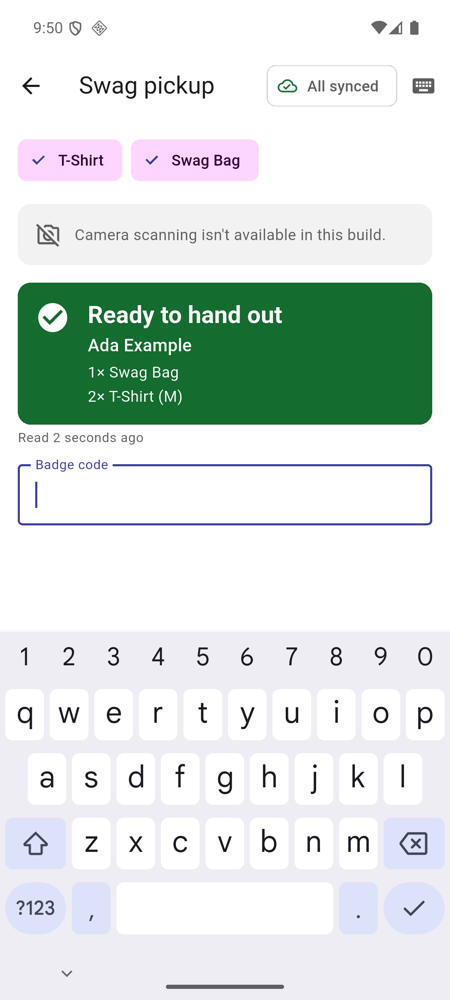 9:50
Swag pickup
All synced
T-Shirt
Swag Bag
Camera scanning isn't available in this build.
Ready to hand out
Ada Example
1× Swag Bag
2× T-Shirt (M)
Read 2 seconds ago
Badge code
1 2 3 4 5 6 7 8 9 0
q w e r t y u i o p
a s d f g h j k l
z x c v b n m
?123 , .